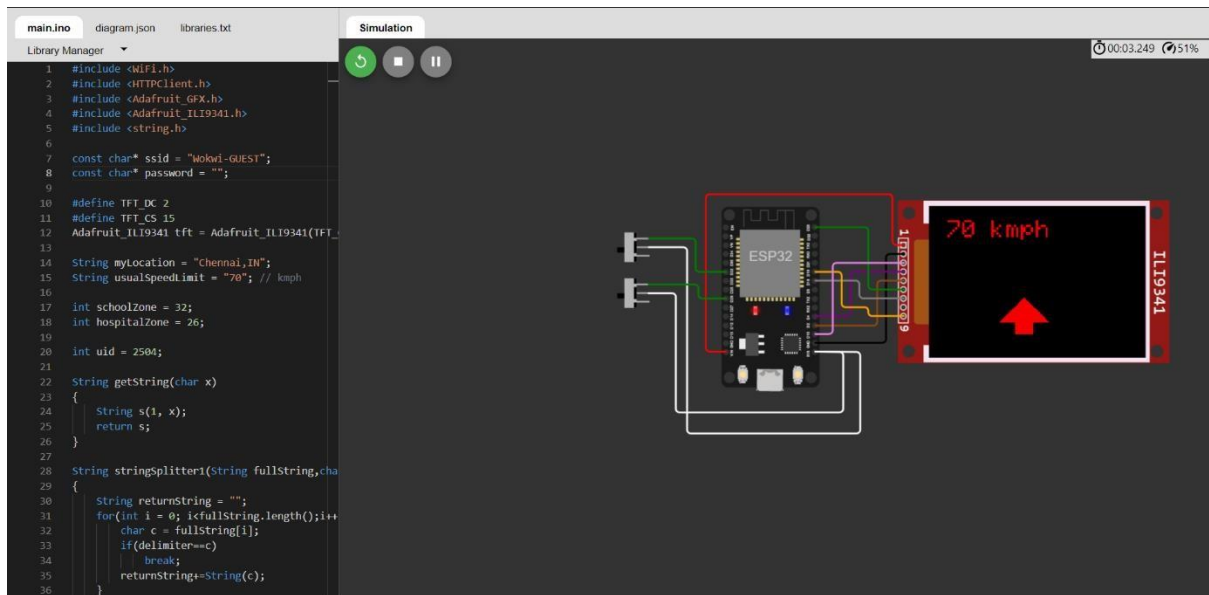 main.ino diagram.json libraries.txt
Simulation
Library Manager
00:03.249 51%
1 #include <WiFi.h>
2 #include <HTTPClient.h>
3 #include <Adafruit_GFX.h>
4 #include <Adafruit_ILI9341.h>
5 #include <string.h>
6
7 const char* ssid = "Wokwi-GUEST";
8 const char* password = "";
9
10 #define TFT_DC 2
11 #define TFT_CS 15
12 Adafruit_ILI9341 tft = Adafruit_ILI9341(TFT_
13
14 String myLocation = "Chennai,IN";
15 String usualSpeedLimit = "70"; // kmph
16
17 int schoolZone = 32;
18 int hospitalZone = 26;
19
20 int uid = 2504;
21
22 String getString(char x)
23 {
24 String s(1, x);
25 return s;
26 }
27
28 String stringSplitter1(String fullString,cha
29 {
30 String returnString = "";
31 for(int i = 0; i<fullString.length();i++
32 char c = fullString[i];
33 if(delimiter==c)
34 break;
35 returnString+=String(c);
36 }
ESP32
1
9
70 kmph
ILI9341